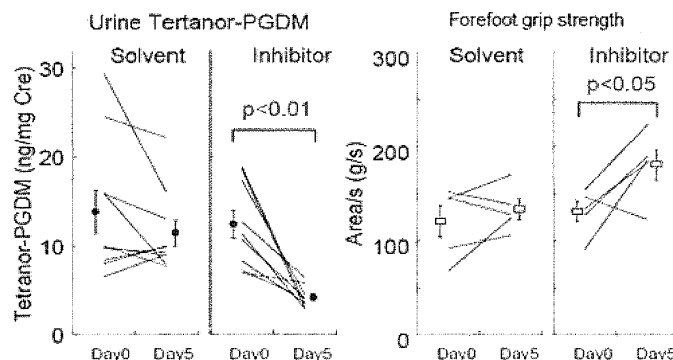 Urine Tertanor-PGDM
Forefoot grip strength
Solvent
Inhibitor
Solvent
Inhibitor
Tetranor-PGDM (ng/mg Cre)
30
20
10
0
p<0.01
Day0
Day5
Day0
Day5
Area/s (g/s)
300
200
100
0
p<0.05
Day0
Day5
Day0
Day5